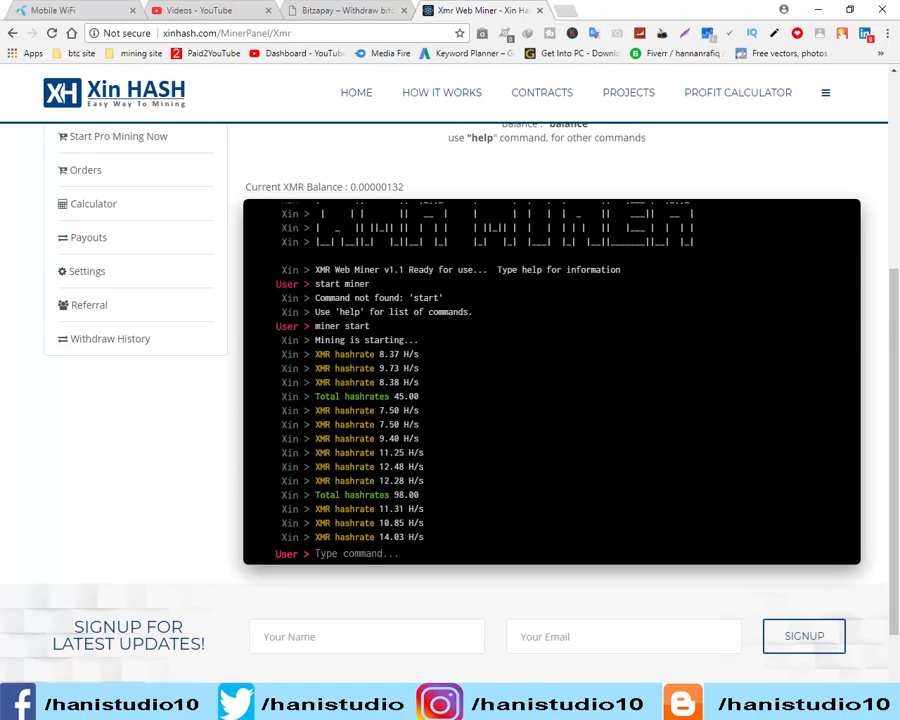 Mobile WiFi
Videos - YouTube
Bitzapay – Withdraw bitc
Xmr Web Miner - Xin Ha
Not secure
xinhash.com/MinerPanel/Xmr
Apps
btc site
mining site
Paid2YouTube
Dashboard - YouTube
Media Fire
Keyword Planner – G
Get Into PC - Downlo
Fiverr / hannanrafiq /
Free vectors, photos
XH
Xin HASH
Easy Way To Mining
HOME
HOW IT WORKS
CONTRACTS
PROJECTS
PROFIT CALCULATOR
Start Pro Mining Now
Orders
Calculator
Payouts
Settings
Referral
Withdraw History
balance : "balance"
use "help" command, for other commands
Current XMR Balance : 0.00000132
Xin >
Xin >
Xin >
Xin > XMR Web Miner v1.1 Ready for use... Type help for information
User > start miner
Xin > Command not found: 'start'
Xin > Use 'help' for list of commands.
User > miner start
Xin > Mining is starting...
Xin > XMR hashrate 8.37 H/s
Xin > XMR hashrate 9.73 H/s
Xin > XMR hashrate 8.38 H/s
Xin > Total hashrates 45.00
Xin > XMR hashrate 7.50 H/s
Xin > XMR hashrate 7.50 H/s
Xin > XMR hashrate 9.40 H/s
Xin > XMR hashrate 11.25 H/s
Xin > XMR hashrate 12.48 H/s
Xin > XMR hashrate 12.28 H/s
Xin > Total hashrates 98.00
Xin > XMR hashrate 11.31 H/s
Xin > XMR hashrate 10.85 H/s
Xin > XMR hashrate 14.03 H/s
User > Type command...
SIGNUP FOR
LATEST UPDATES!
Your Name
Your Email
SIGNUP
/hanistudio10
/hanistudio
/hanistudio10
/hanistudio10